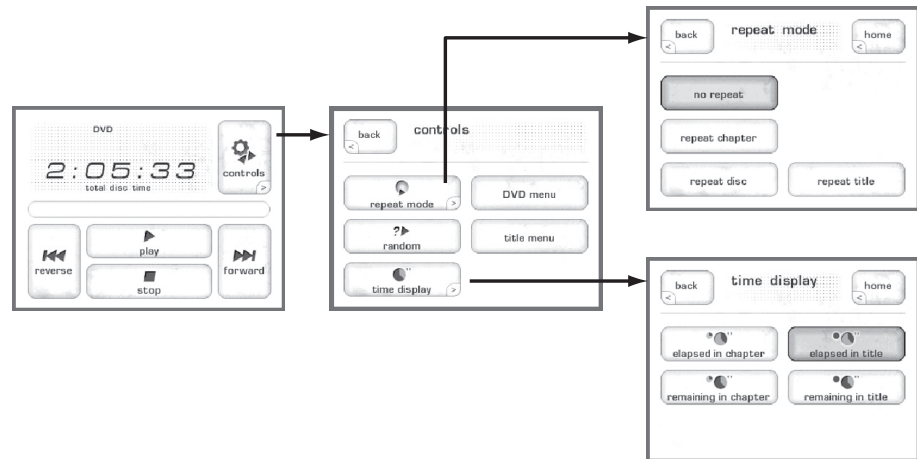 DVD
2:05:33
total disc time
controls
>
reverse
play
stop
forward
back
<
controls
repeat mode
>
DVD menu
?
random
title menu
time display
>
back
<
repeat mode
home
<
no repeat
repeat chapter
repeat disc
repeat title
back
<
time display
home
<
elapsed in chapter
elapsed in title
remaining in chapter
remaining in title